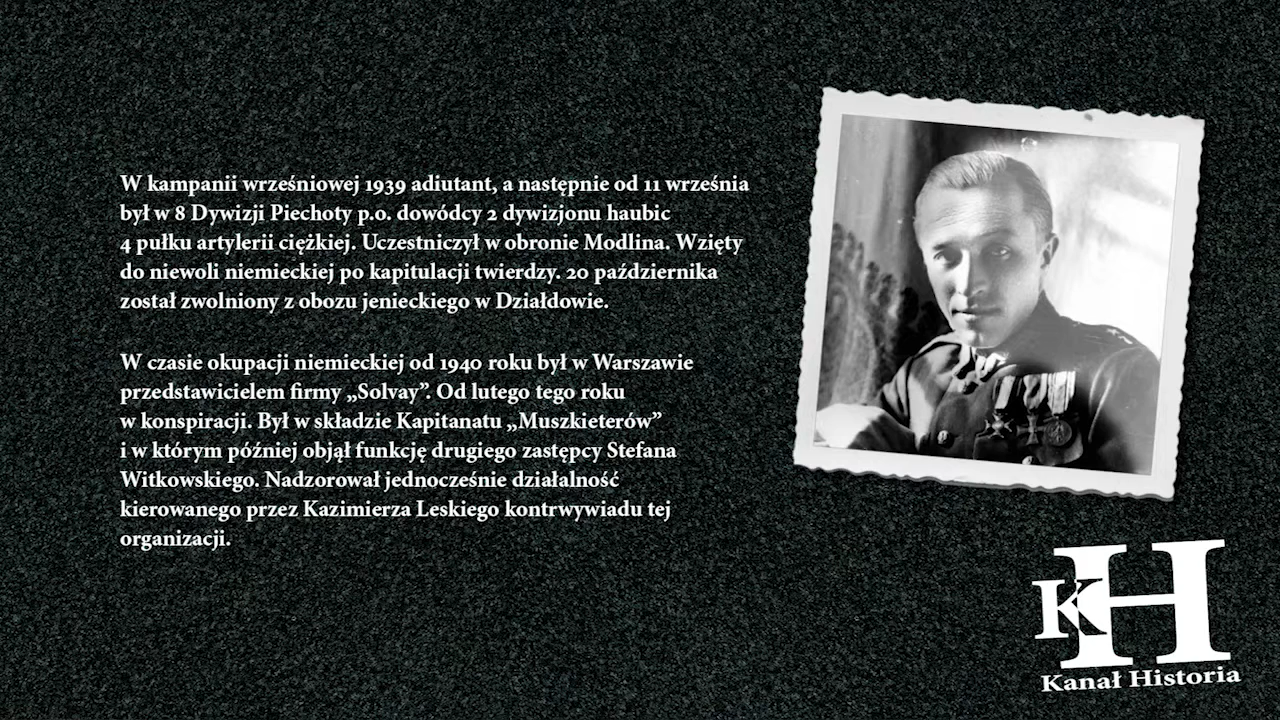 W kampanii wrześniowej 1939 adiutant, a następnie od 11 września
był w 8 Dywizji Piechoty p.o. dowódcy 2 dywizjonu haubic
4 pułku artylerii ciężkiej. Uczestniczył w obronie Modlina. Wzięty
do niewoli niemieckiej po kapitulacji twierdzy. 20 października
został zwolniony z obozu jenieckiego w Działdowie.
W czasie okupacji niemieckiej od 1940 roku był w Warszawie
przedstawicielem firmy „Solvay”. Od lutego tego roku
w konspiracji. Był w składzie Kapitanatu „Muszkieterów”
i w którym później objął funkcję drugiego zastępcy Stefana
Witkowskiego. Nadzorował jednocześnie działalność
kierowanego przez Kazimierza Leskiego kontrwywiadu tej
organizacji.
KH
Kanał Historia